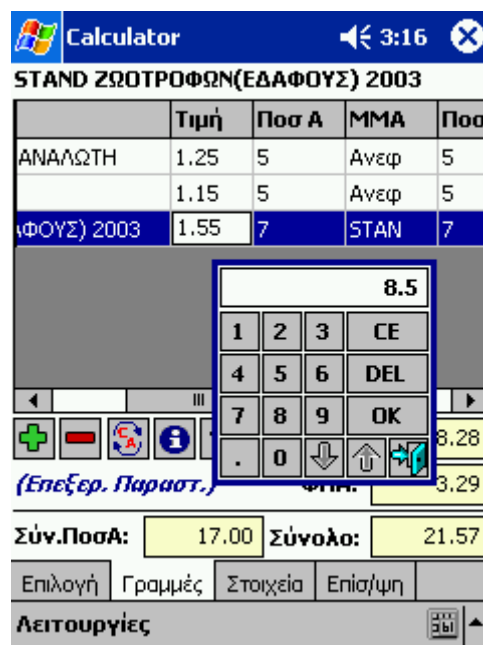 Calculator 3:16
STAND ΖΩΟΤΡΟΦΩΝ(ΕΔΑΦΟΥΣ) 2003
Τιμή Ποσ Α ΜΜΑ Ποσ
ΑΝΑΛΩΤΗ 1.25 5 Ανεφ 5
1.15 5 Ανεφ 5
ΑΦΟΥΣ) 2003 1.55 7 STAN 7
8.5
1 2 3 CE
4 5 6 DEL
7 8 9 OK
. 0
8.28
(Επεξερ. Παραστ.) ΦΠΑ: 3.29
Σύν.ΠοσΑ: 17.00 Σύνολο: 21.57
Επιλογή Γραμμές Στοιχεία Επίσ/ψη
Λειτουργίες